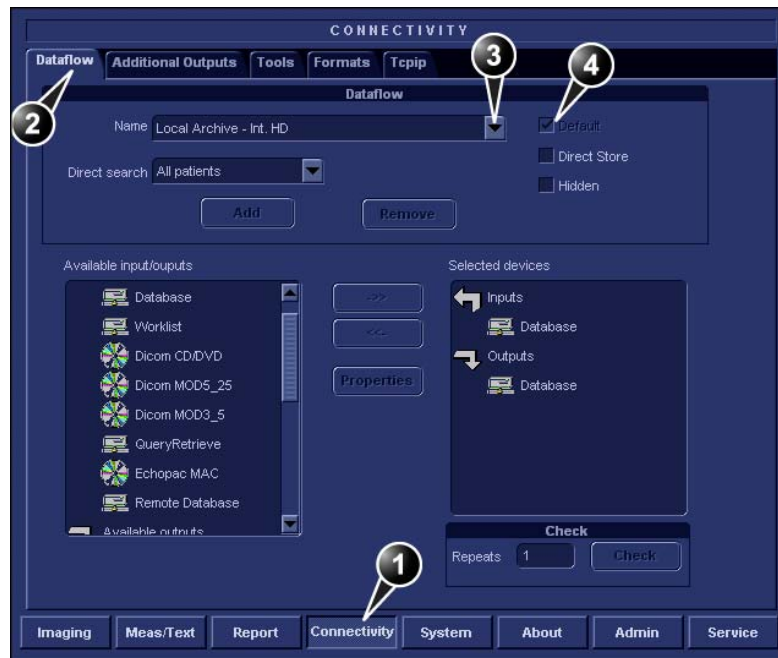 CONNECTIVITY
Dataflow Additional Outputs Tools Formats Tcpip
3
4
2
Dataflow
Name Local Archive - Int. HD
Default
Direct search All patients
Direct Store
Hidden
Add Remove
Available input/ouputs
Selected devices
Database
Worklist
Dicom CD/DVD
Dicom MOD5_25
Dicom MOD3_5
QueryRetrieve
Echopac MAC
Remote Database
Available outputs
->>
<<-
Properties
Inputs
Database
Outputs
Database
Check
Repeats 1 Check
1
Imaging Meas/Text Report Connectivity System About Admin Service